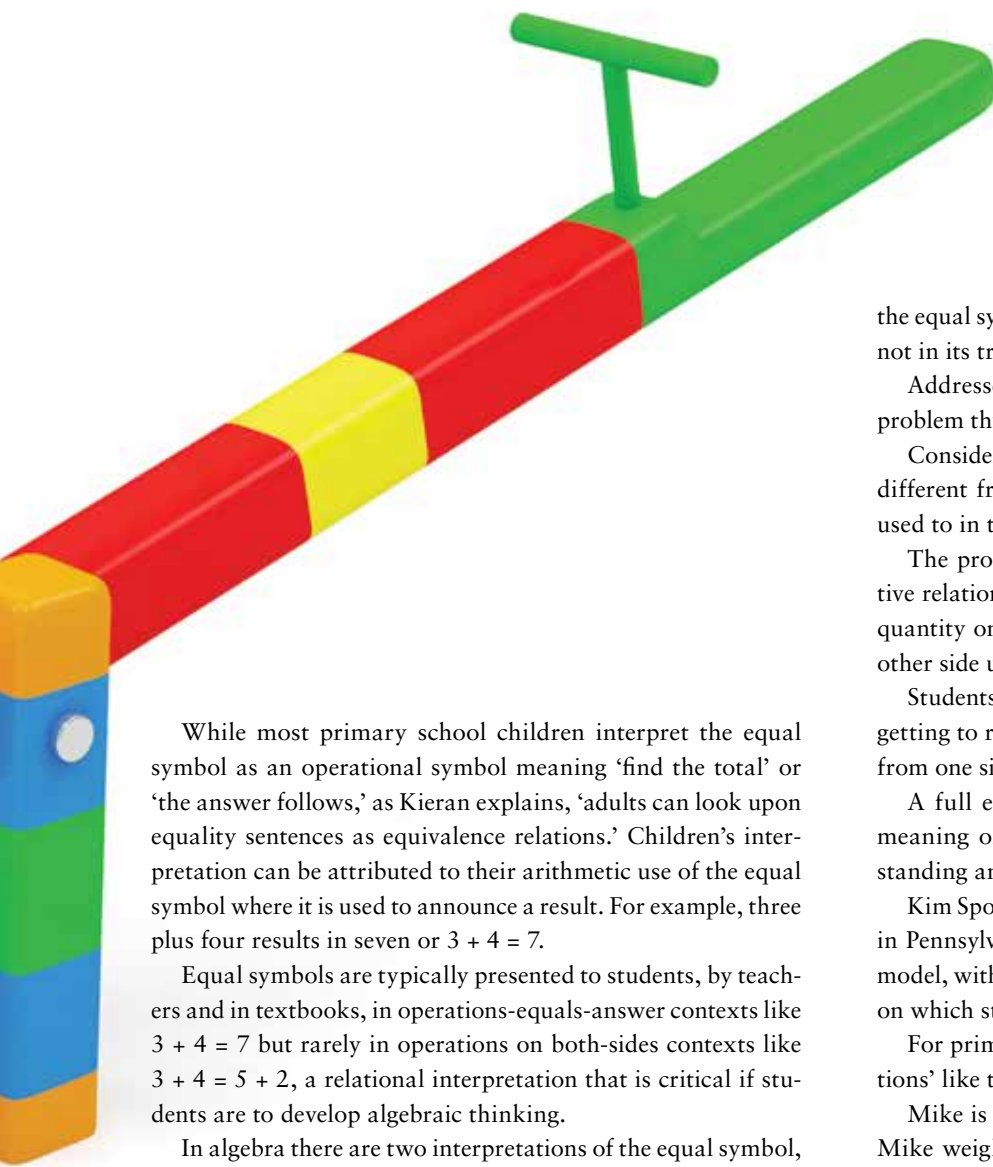 While most primary school children interpret the equal
symbol as an operational symbol meaning ‘find the total’ or
‘the answer follows,’ as Kieran explains, ‘adults can look upon
equality sentences as equivalence relations.’ Children’s inter-
pretation can be attributed to their arithmetic use of the equal
symbol where it is used to announce a result. For example, three
plus four results in seven or 3 + 4 = 7.
Equal symbols are typically presented to students, by teach-
ers and in textbooks, in operations-equals-answer contexts like
3 + 4 = 7 but rarely in operations on both-sides contexts like
3 + 4 = 5 + 2, a relational interpretation that is critical if stu-
dents are to develop algebraic thinking.
In algebra there are two interpretations of the equal symbol,
the equal sy
not in its tr
Address
problem th
Conside
different fr
used to in t
The pro
tive relation
quantity on
other side u
Students
getting to r
from one si
A full e
meaning o
standing an
Kim Spo
in Pennsylv
model, with
on which st
For prim
tions’ like t
Mike is
Mike weigh